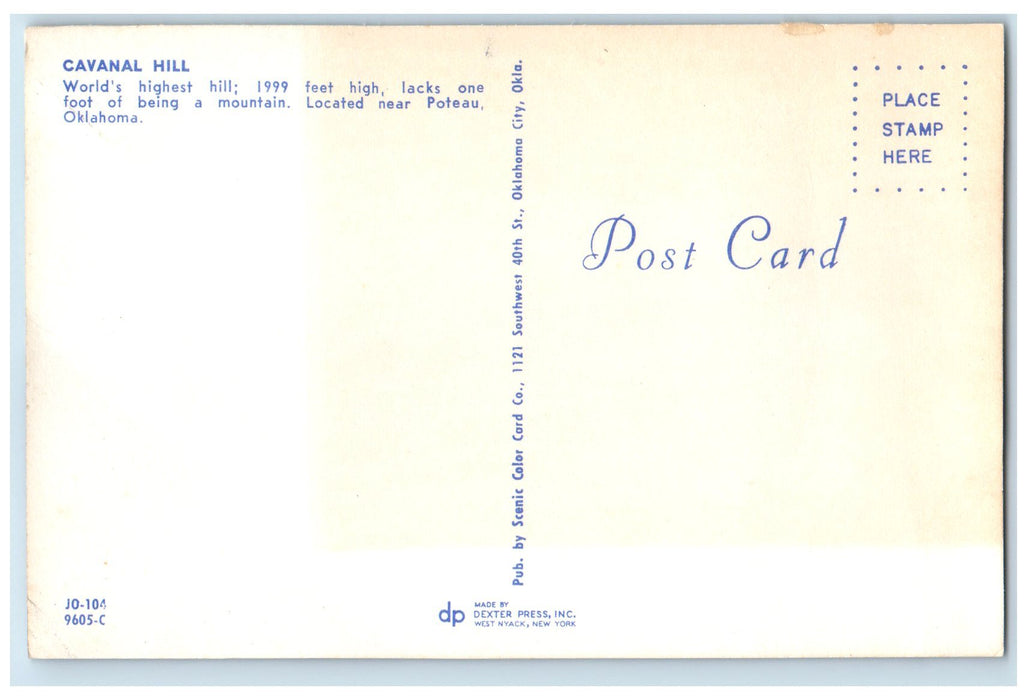 CAVANAL HILL
World's highest hill; 1999 feet high, lacks one
foot of being a mountain. Located near Poteau,
Oklahoma.
Pub. by Scenic Color Card Co., 1121 Southwest 40th St., Oklahoma City, Okla.
PLACE
STAMP
HERE
Post Card
JO-104
9605-C
dp
MADE BY
DEXTER PRESS, INC.
WEST NYACK, NEW YORK